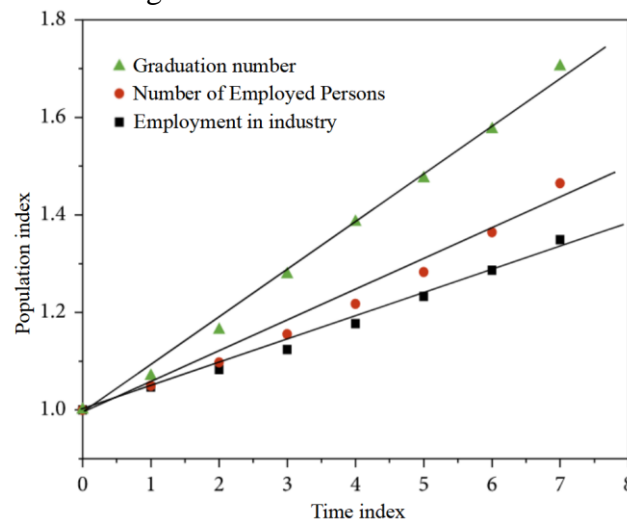 1.8
1.6
1.4
1.2
1.0
Population index
Graduation number
Number of Employed Persons
Employment in industry
0 1 2 3 4 5 6 7 8
Time index